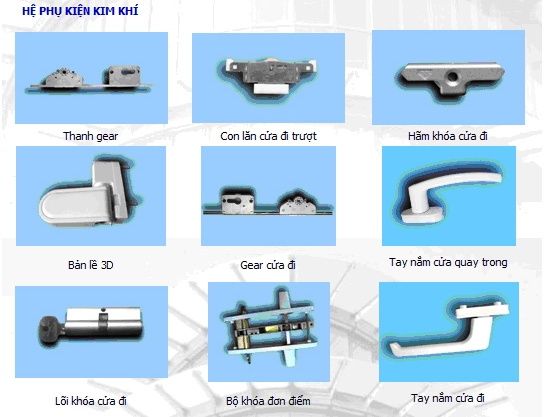 HỆ PHỤ KIỆN KIM KHÍ
Thanh gear
Con lăn cửa đi trượt
Hãm khóa cửa đi
Bản lề 3D
Gear cửa đi
Tay nắm cửa quay trong
Lõi khóa cửa đi
Bộ khóa đơn điểm
Tay nắm cửa đi